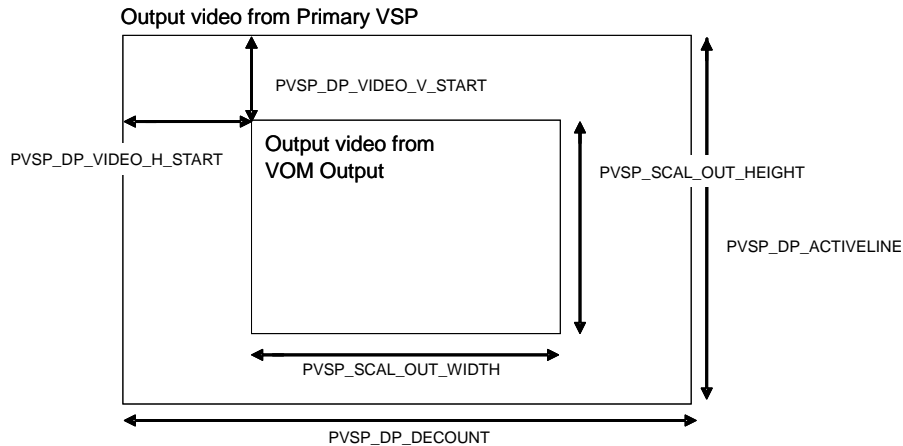 Output video from Primary VSP
PVSP_DP_VIDEO_V_START
PVSP_DP_VIDEO_H_START
Output video from
VOM Output
PVSP_SCAL_OUT_HEIGHT
PVSP_DP_ACTIVELINE
PVSP_SCAL_OUT_WIDTH
PVSP_DP_DECOUNT